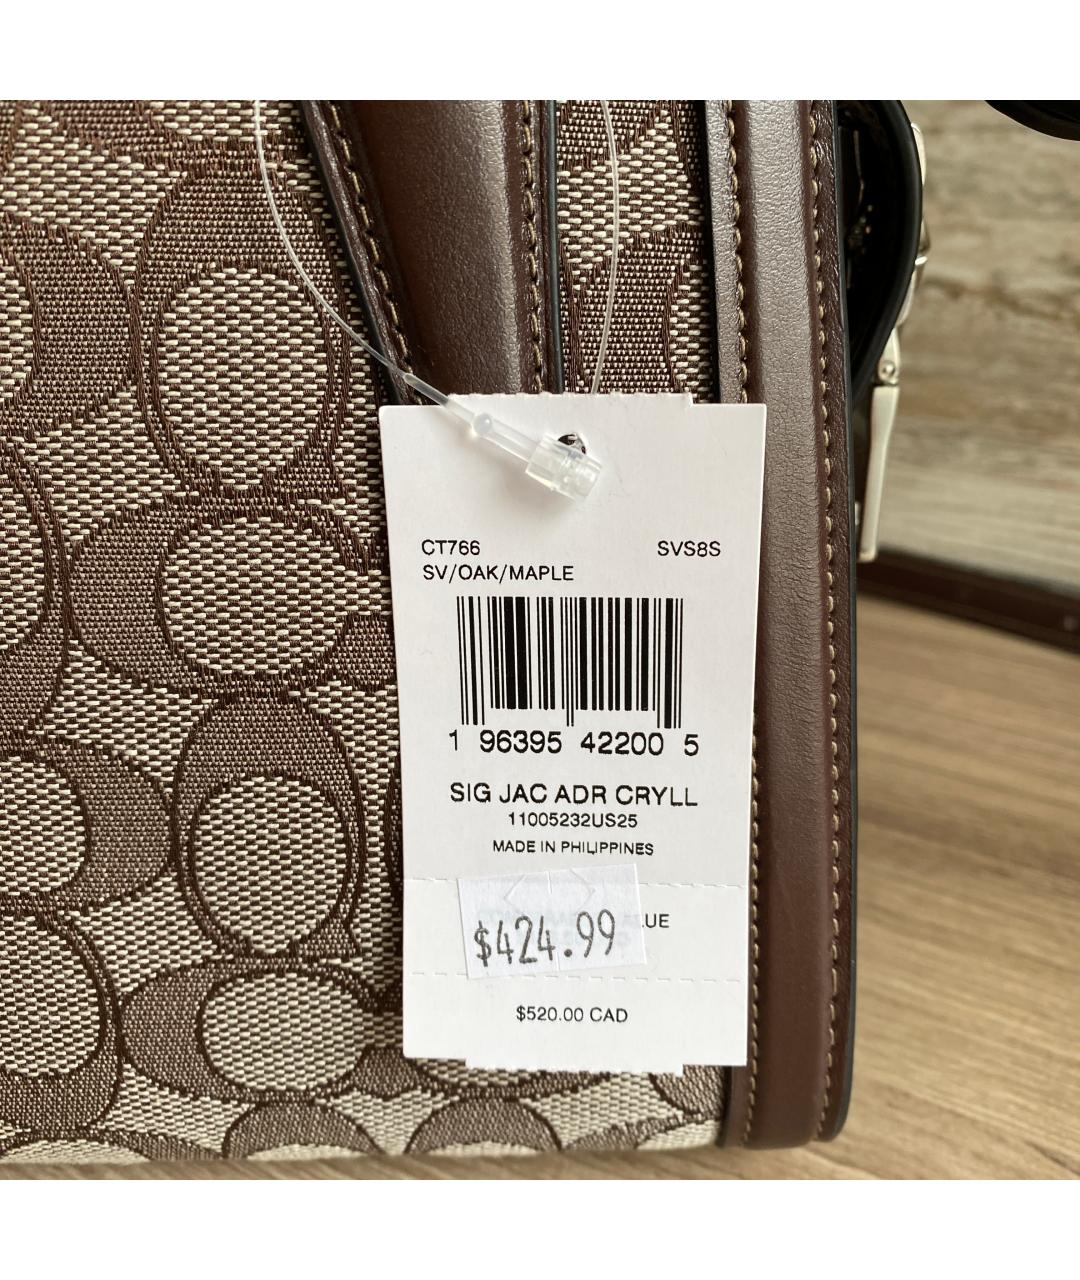 CT766 SVS8S
SV/OAK/MAPLE
1 96395 42200 5
SIG JAC ADR CRYLL
11005232US25
MADE IN PHILIPPINES
$424.99
$520.00 CAD